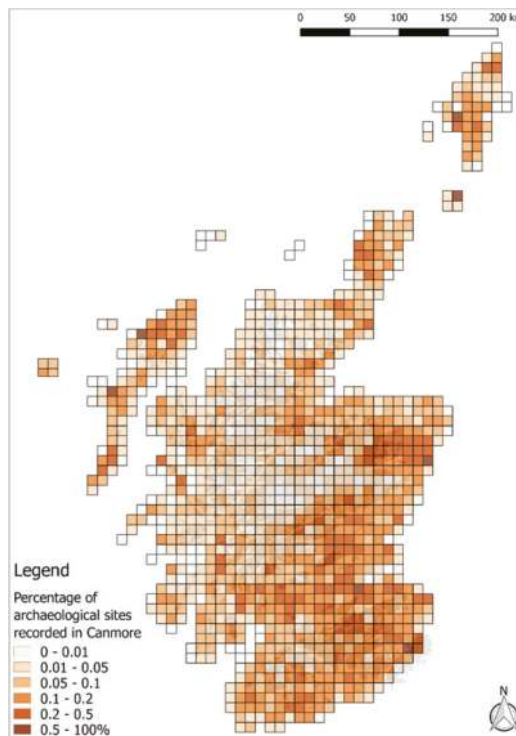 0 50 100 150 200 km
Legend
Percentage of
archaeological sites
recorded in Canmore
0 - 0.01
0.01 - 0.05
0.05 - 0.1
0.1 - 0.2
0.2 - 0.5
0.5 - 100%
N